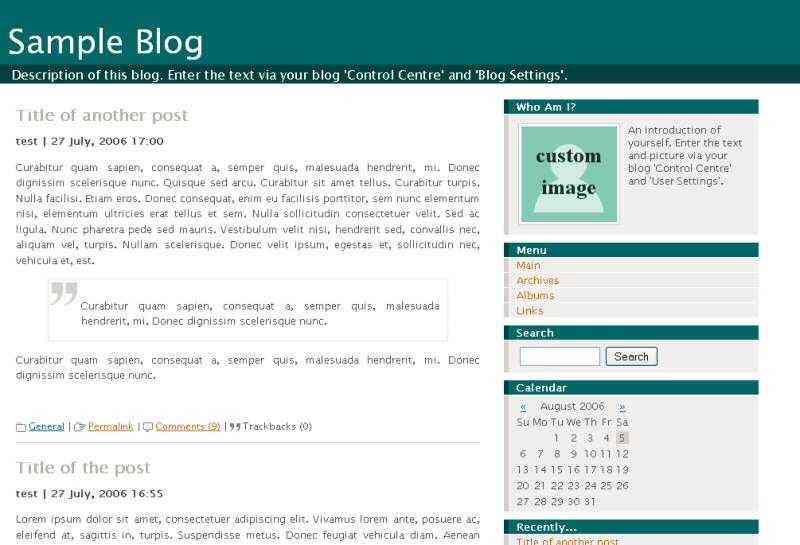 Sample Blog
Description of this blog. Enter the text via your blog 'Control Centre' and 'Blog Settings'.
Title of another post
test | 27 July, 2006 17:00
Curabitur quam sapien, consequat a, semper quis, malesuada hendrerit, mi. Donec
dignissim scelerisque nunc. Quisque sed arcu. Curabitur sit amet tellus. Curabitur turpis.
Nulla facilisi. Etiam eros. Donec consequat, enim eu facilisis porttitor, sem nunc elementum
nisi, elementum ultricies erat tellus et sem. Nulla sollicitudin consectetuer velit. Sed ac
ligula. Nunc pharetra pede sed mauris. Vestibulum velit nisi, hendrerit sed, convallis nec,
aliquam vel, turpis. Nullam scelerisque. Donec velit ipsum, egestas et, sollicitudin nec,
vehicula et, est.
Curabitur quam sapien, consequat a, semper quis, malesuada
hendrerit, mi. Donec dignissim scelerisque nunc.
Curabitur quam sapien, consequat a, semper quis, malesuada hendrerit, mi. Donec
dignissim scelerisque nunc.
General | Permalink | Comments (9) | Trackbacks (0)
Title of the post
test | 27 July, 2006 16:55
Lorem ipsum dolor sit amet, consectetuer adipiscing elit. Vivamus lorem ante, posuere ac,
eleifend at, sagittis in, turpis. Suspendisse metus. Donec feugiat vehicula diam. Aenean
Who Am I?
custom
image
An introduction of
yourself. Enter the text
and picture via your
blog 'Control Centre'
and 'User Settings'.
Menu
Main
Archives
Albums
Links
Search
Search
Calendar
« August 2006 »
Su Mo Tu We Th Fr Sa
1 2 3 4 5
6 7 8 9 10 11 12
13 14 15 16 17 18 19
20 21 22 23 24 25 26
27 28 29 30 31
Recently...
Title of another post